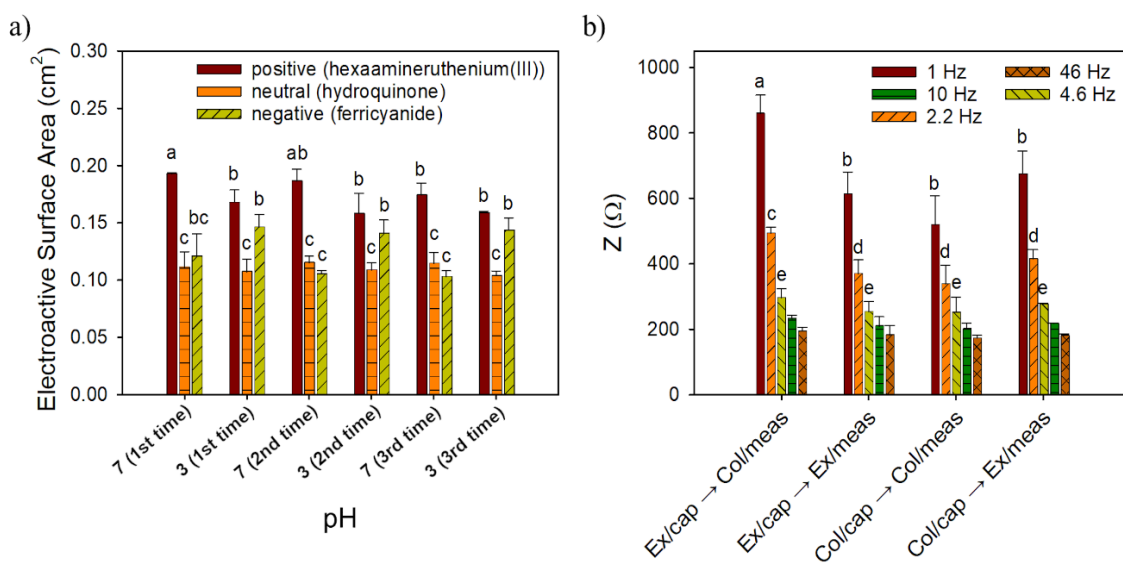 a)
Electroactive Surface Area (cm²)
0.30
0.25
0.20
0.15
0.10
0.05
0.00
positive (hexaamineruthenium(III))
neutral (hydroquinone)
negative (ferricyanide)
a
c
bc
b
c
b
ab
c
c
b
c
b
b
c
c
b
c
b
7 (1st time)
3 (1st time)
7 (2nd time)
3 (2nd time)
7 (3rd time)
3 (3rd time)
pH
b)
Z (Ω)
1000
800
600
400
200
0
1 Hz
10 Hz
2.2 Hz
46 Hz
4.6 Hz
a
c
e
b
d
e
b
d
e
b
d
e
Ex/cap → Col/meas
Ex/cap → Ex/meas
Col/cap → Col/meas
Col/cap → Ex/meas